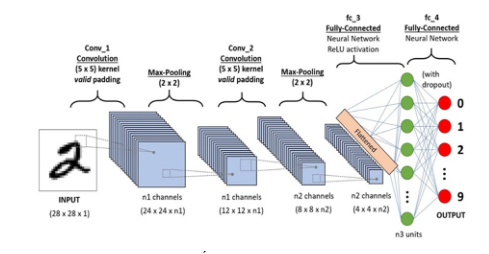 Conv_1
Convolution
(5 x 5) kernel
valid padding
Max-Pooling
(2 x 2)
Conv_2
Convolution
(5 x 5) kernel
valid padding
Max-Pooling
(2 x 2)
fc_3
Fully-Connected
Neural Network
ReLU activation
fc_4
Fully-Connected
Neural Network
(with
dropout)
Flattened
0
1
2
9
INPUT
(28 x 28 x 1)
n1 channels
(24 x 24 x n1)
n1 channels
(12 x 12 x n1)
n2 channels
(8 x 8 x n2)
n2 channels
(4 x 4 x n2)
n3 units
OUTPUT